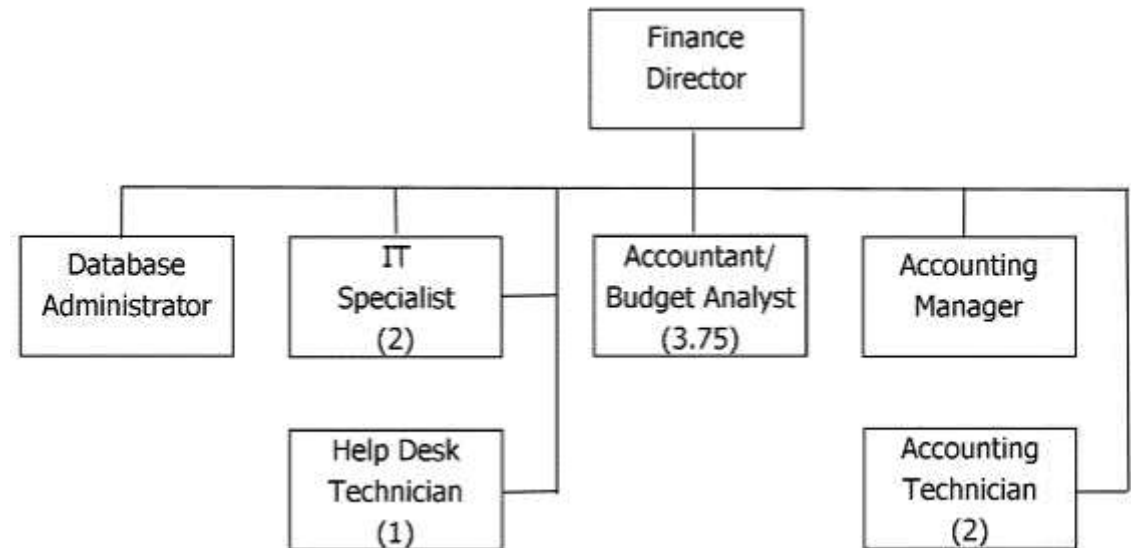 Finance
Director
Database
Administrator
IT
Specialist
(2)
Accountant/
Budget Analyst
(3.75)
Accounting
Manager
Help Desk
Technician
(1)
Accounting
Technician
(2)